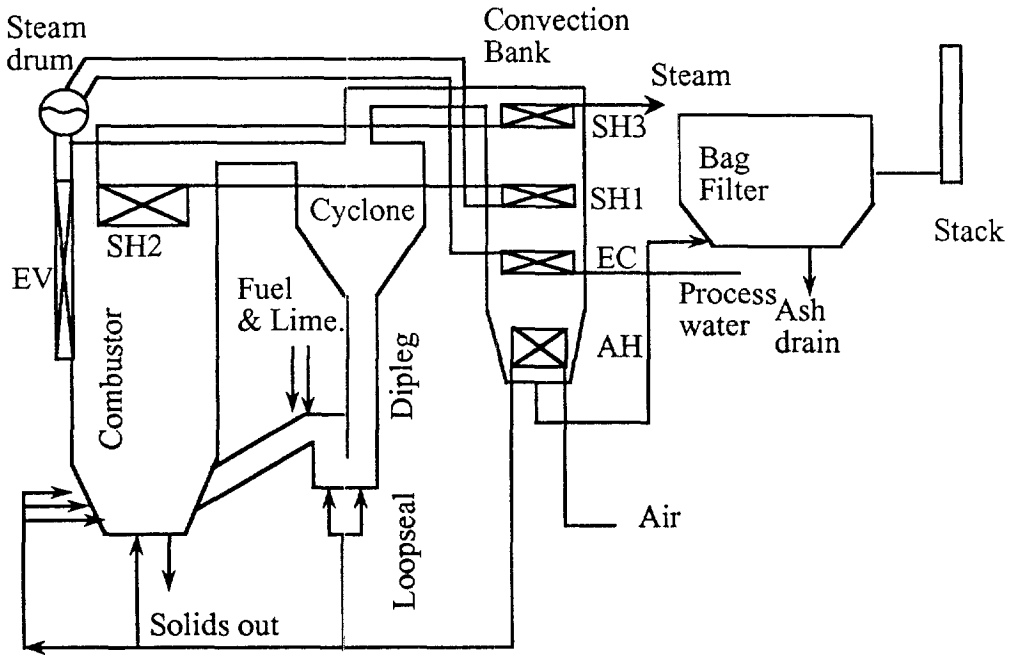 Steam
drum
Convection
Bank
Steam
SH3
Bag
Filter
SH1
Cyclone
SH2
Stack
EC
EV
Fuel
& Lime.
Process
water
Ash
drain
AH
Combustor
Dipleg
Loopseal
Air
Solids out